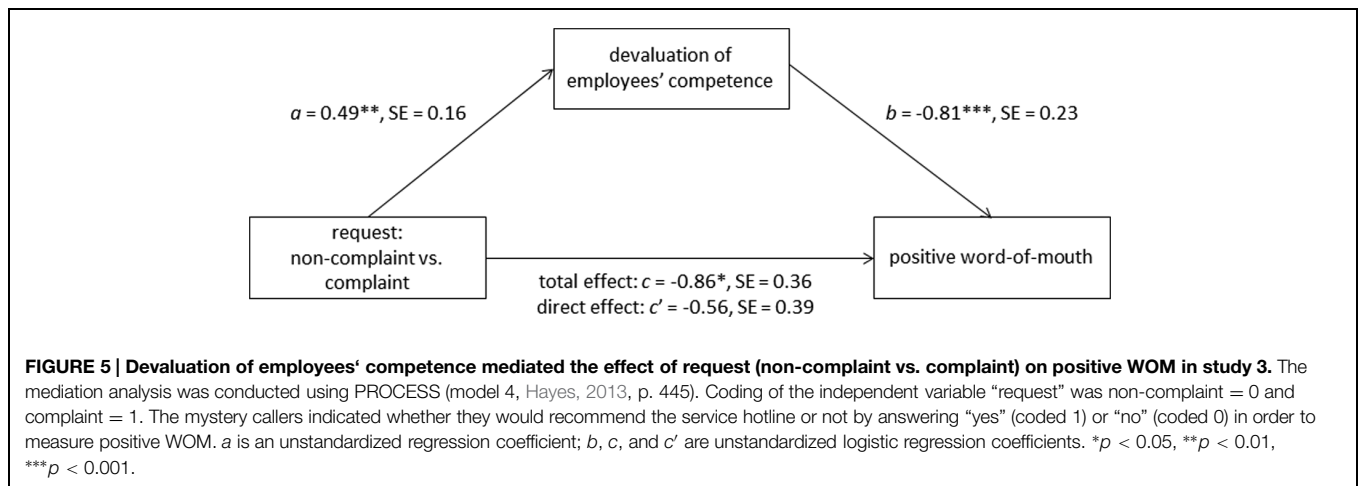 devaluation of
employees' competence
a = 0.49**, SE = 0.16
b = -0.81***, SE = 0.23
request:
non-complaint vs.
complaint
positive word-of-mouth
total effect: c = -0.86*, SE = 0.36
direct effect: c' = -0.56, SE = 0.39
FIGURE 5 | Devaluation of employees‘ competence mediated the effect of request (non-complaint vs. complaint) on positive WOM in study 3. The
mediation analysis was conducted using PROCESS (model 4, Hayes, 2013, p. 445). Coding of the independent variable “request” was non-complaint = 0 and
complaint = 1. The mystery callers indicated whether they would recommend the service hotline or not by answering “yes” (coded 1) or “no” (coded 0) in order to
measure positive WOM. a is an unstandardized regression coefficient; b, c, and c′ are unstandardized logistic regression coefficients. *p < 0.05, **p < 0.01,
***p < 0.001.